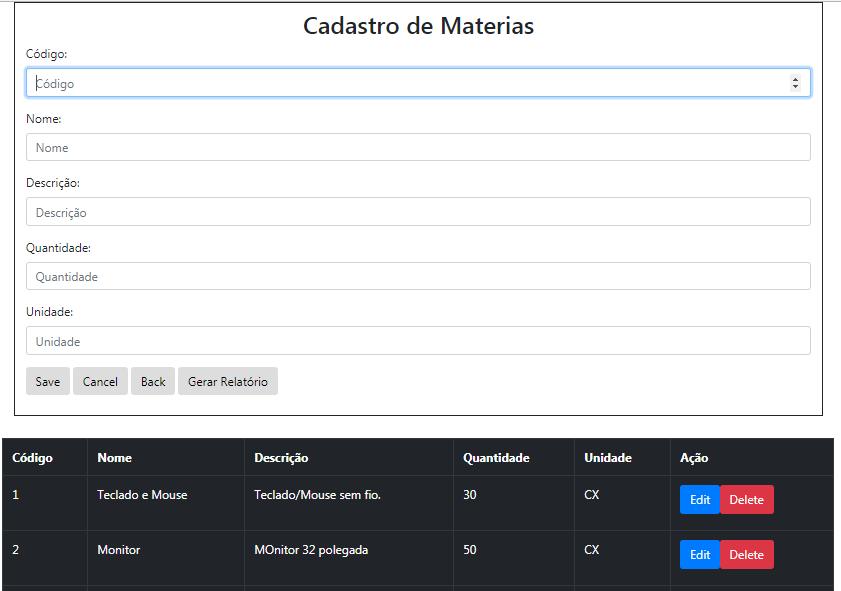 Cadastro de Materias
Código:
Código
Nome:
Nome
Descrição:
Descrição
Quantidade:
Quantidade
Unidade:
Unidade
Save Cancel Back Gerar Relatório
Código Nome Descrição Quantidade Unidade Ação
1 Teclado e Mouse Teclado/Mouse sem fio. 30 CX Edit Delete
2 Monitor MOnitor 32 polegada 50 CX Edit Delete